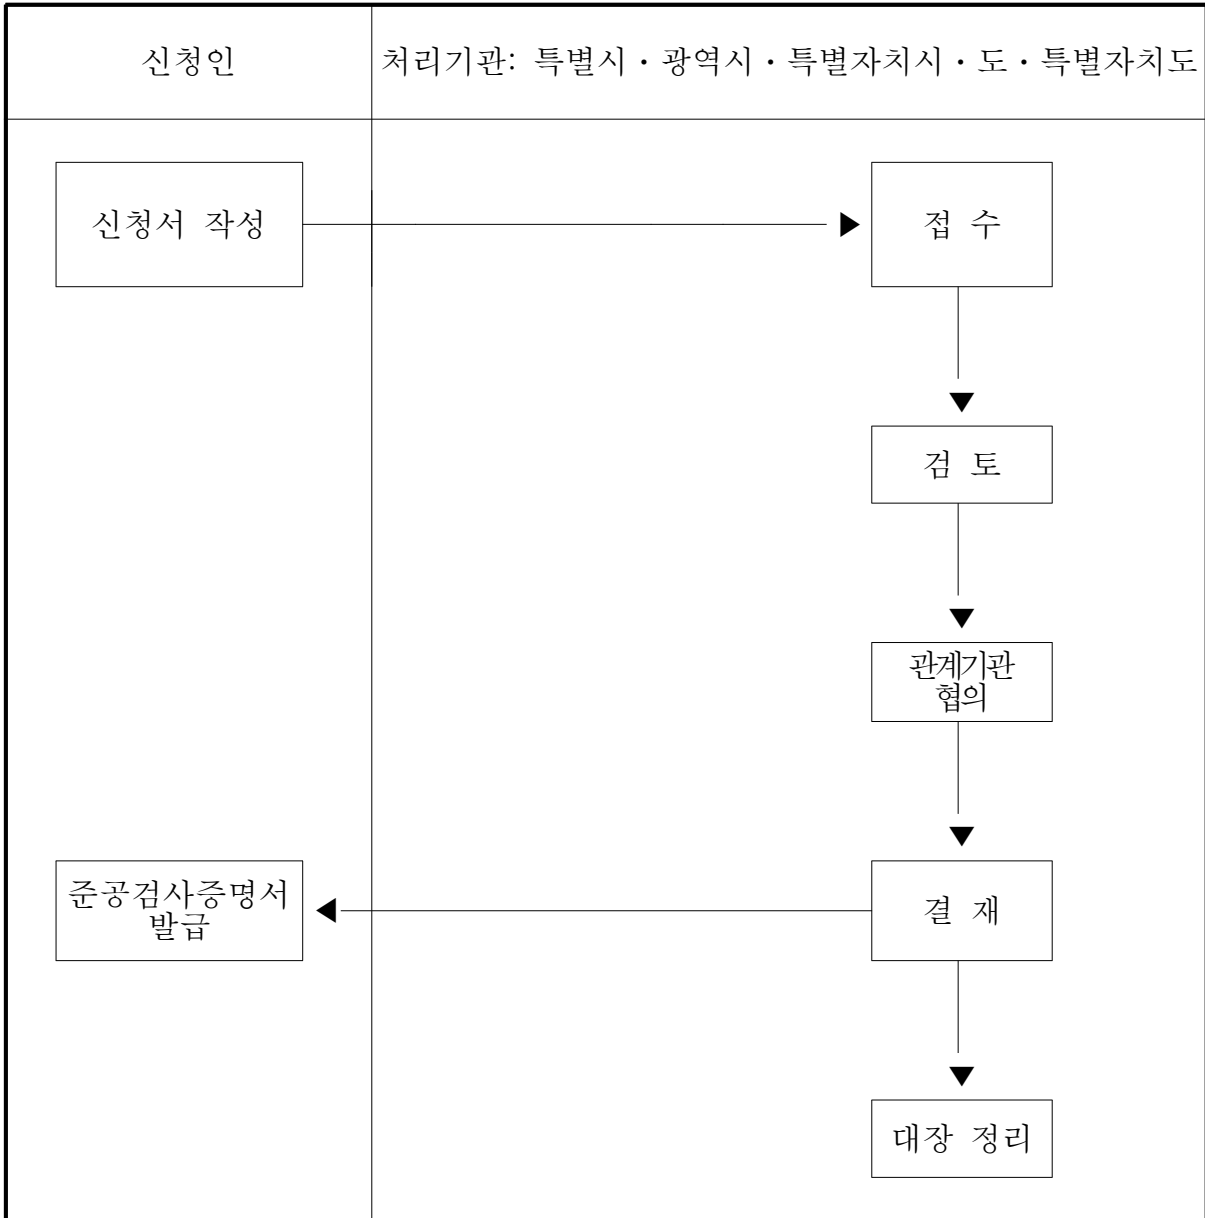 신청인
처리기관: 특별시・광역시・특별자치시・도・특별자치도
신청서 작성
접 수
검 토
관계기관
협의
준공검사증명서
발급
결 재
대장 정리